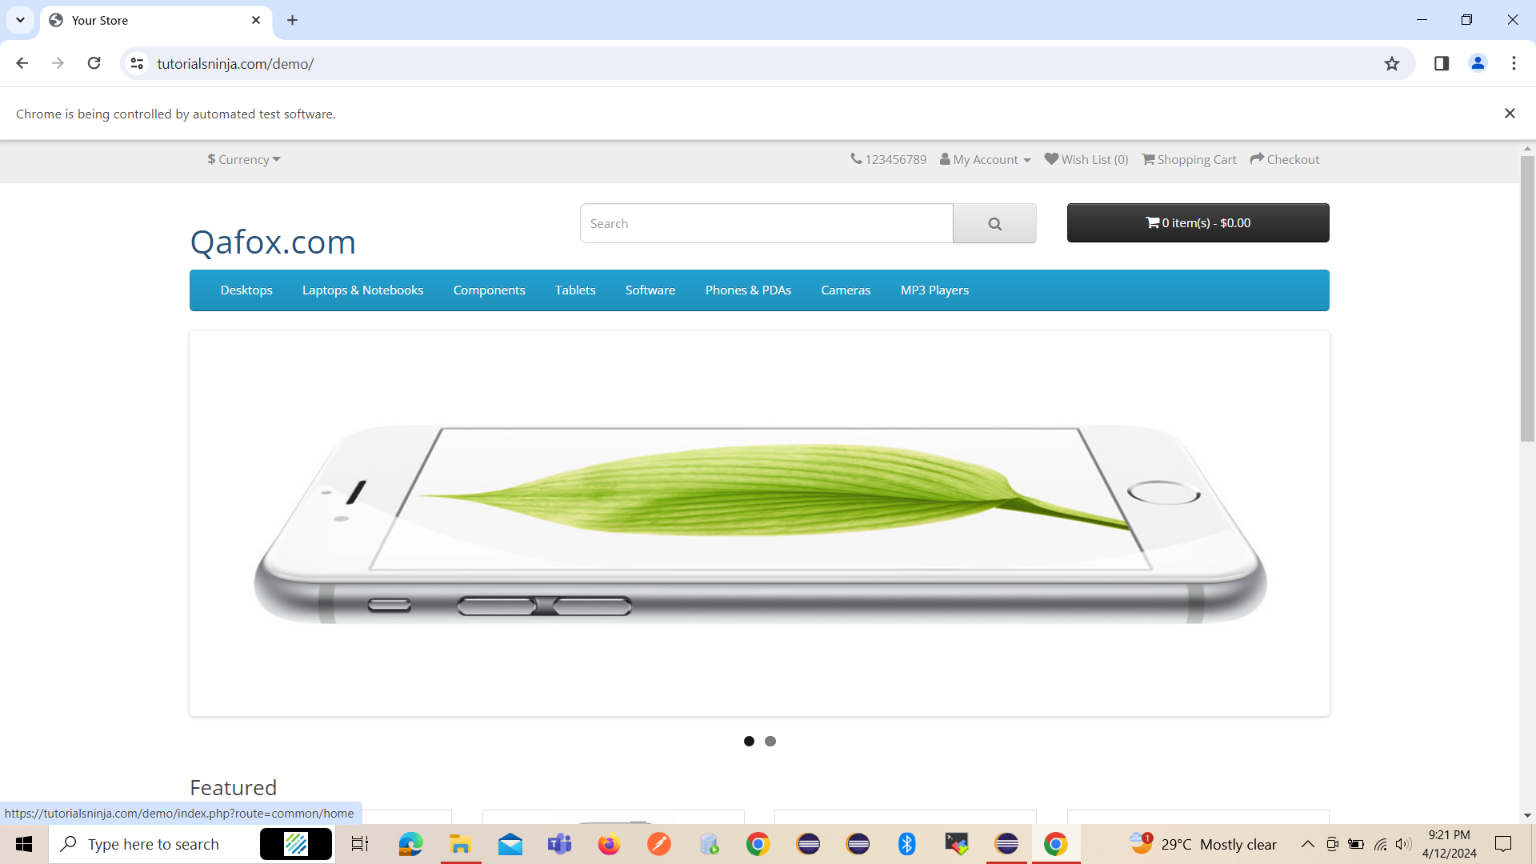 Your Store
tutorialsninja.com/demo/
Chrome is being controlled by automated test software.
$ Currency
123456789 My Account Wish List (0) Shopping Cart Checkout
Qafox.com
Search
0 item(s) - $0.00
Desktops Laptops & Notebooks Components Tablets Software Phones & PDAs Cameras MP3 Players
Featured
https://tutorialsninja.com/demo/index.php?route=common/home
Type here to search
1
29°C Mostly clear
9:21 PM
4/12/2024